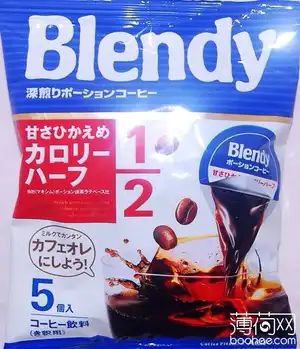 Blendy
深煎りポーションコーヒー
甘さひかえめ
カロリー
ハーフ
1/2
Blendy
ポーションコーヒー
ミルクでカンタン
カフェオレ
にしよう!
5個入
コーヒー飲料
(希釈用)
薄荷网
boohee.com